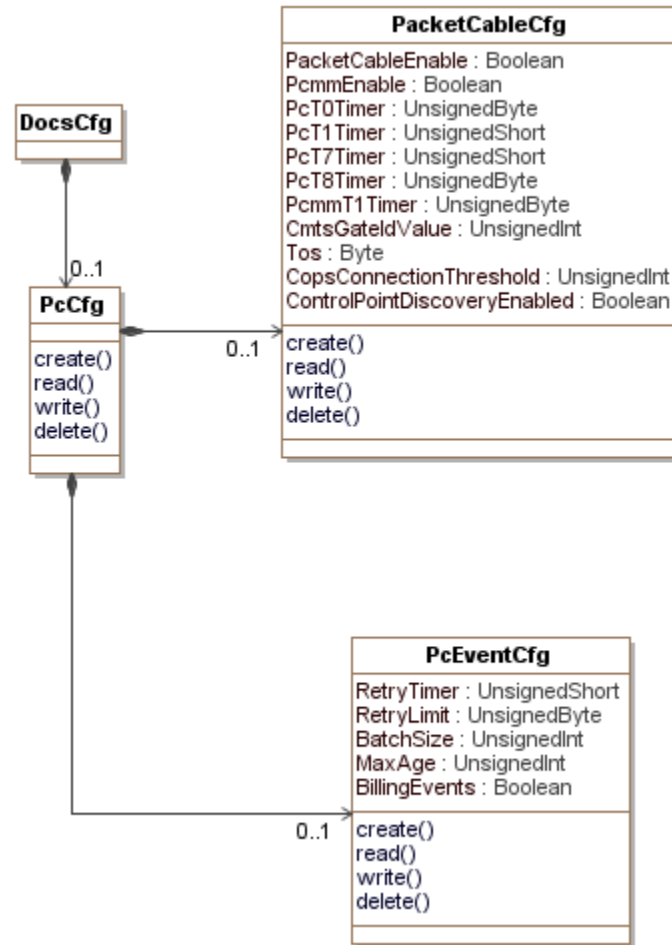 PacketCableCfg
PacketCableEnable : Boolean
PcmmEnable : Boolean
PcT0Timer : UnsignedByte
PcT1Timer : UnsignedShort
PcT7Timer : UnsignedShort
PcT8Timer : UnsignedByte
PcmmT1Timer : UnsignedByte
CmtsGateIdValue : UnsignedInt
Tos : Byte
CopsConnectionThreshold : UnsignedInt
ControlPointDiscoveryEnabled : Boolean
create()
read()
write()
delete()
DocsCfg
0..1
PcCfg
create()
read()
write()
delete()
0..1
PcEventCfg
RetryTimer : UnsignedShort
RetryLimit : UnsignedByte
BatchSize : UnsignedInt
MaxAge : UnsignedInt
BillingEvents : Boolean
create()
read()
write()
delete()
0..1